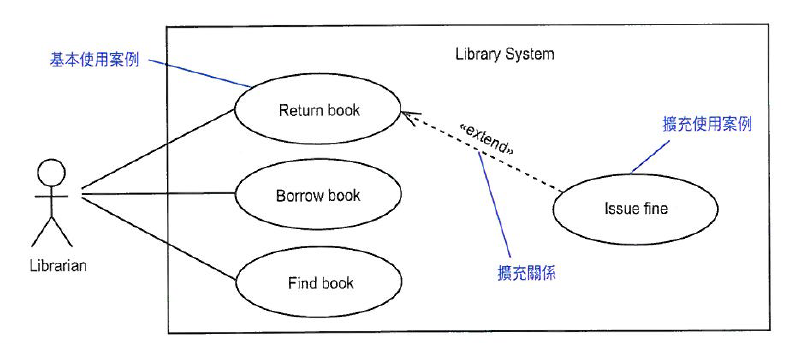 Library System
基本使用案例
Return book
«extend»
擴充使用案例
Borrow book
Issue fine
Librarian
擴充關係
Find book